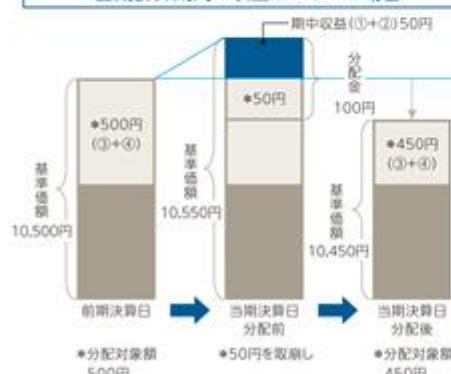 期中収益(①+②)50円
分配金
100円
*50円
*500円
(③+④)
*450円
(③+④)
基準価額
10,500円
基準価額
10,550円
基準価額
10,450円
前期決算日
当期決算日
分配前
当期決算日
分配後
*分配対象額
500円
*50円を取崩し
*分配対象額
450円